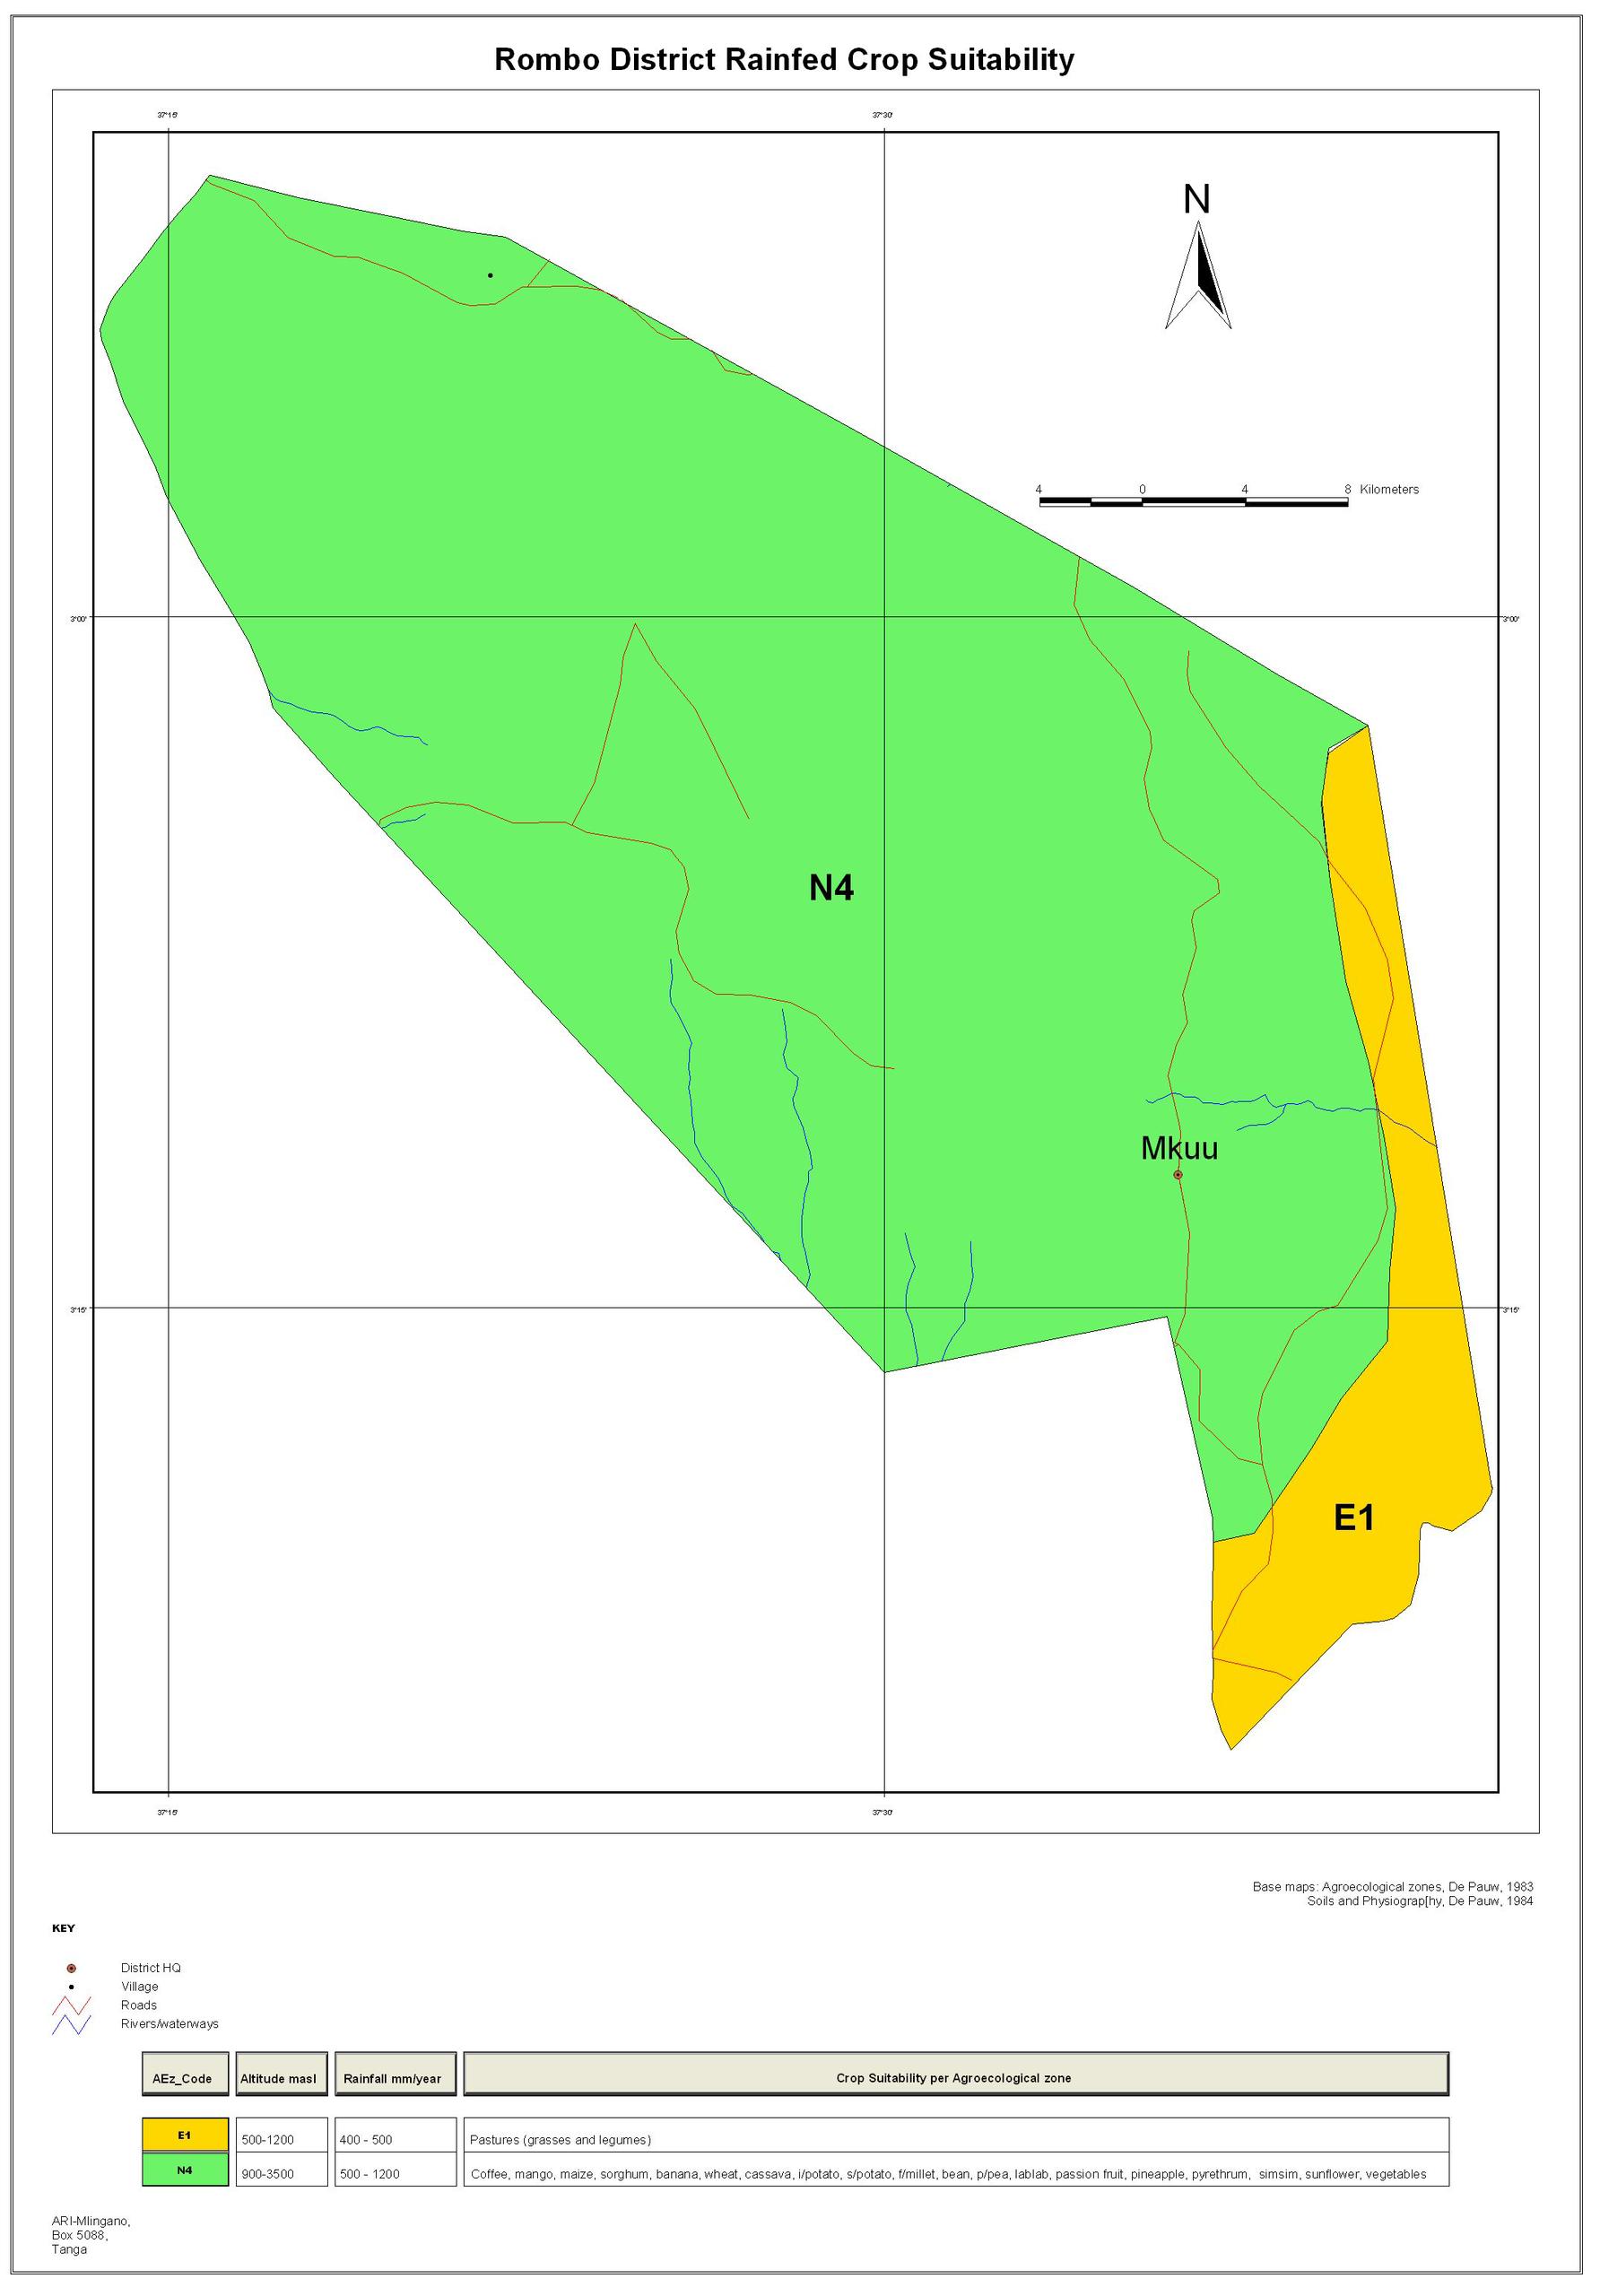 Rombo District Rainfed Crop Suitability
37°15'
37°30'
N
4 0 4 8 Kilometers
3°00'
3°00'
N4
Mkuu
3°15'
3°15'
E1
37°15'
37°30'
Base maps: Agroecological zones, De Pauw, 1983
Soils and Physiograp[hy, De Pauw, 1984
KEY
District HQ
Village
Roads
Rivers/waterways
AEz_Code Altitude masl Rainfall mm/year Crop Suitability per Agroecological zone
E1 500-1200 400 - 500 Pastures (grasses and legumes)
N4 900-3500 500 - 1200 Coffee, mango, maize, sorghum, banana, wheat, cassava, i/potato, s/potato, f/millet, bean, p/pea, lablab, passion fruit, pineapple, pyrethrum, simsim, sunflower, vegetables
ARI-Mlingano,
Box 5088,
Tanga